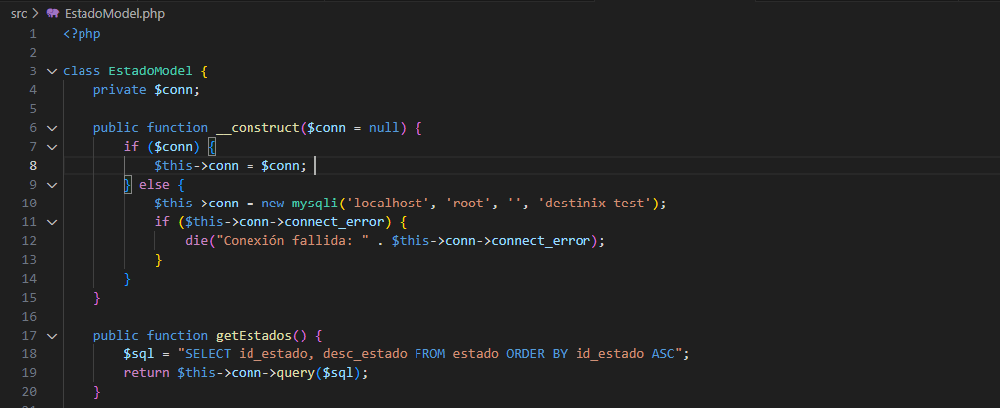 src > EstadoModel.php
1 <?php
2
3 class EstadoModel {
4 private $conn;
5
6 public function __construct($conn = null) {
7 if ($conn) {
8 $this->conn = $conn;
9 } else {
10 $this->conn = new mysqli('localhost', 'root', '', 'destinix-test');
11 if ($this->conn->connect_error) {
12 die("Conexión fallida: " . $this->conn->connect_error);
13 }
14 }
15 }
16
17 public function getEstados() {
18 $sql = "SELECT id_estado, desc_estado FROM estado ORDER BY id_estado ASC";
19 return $this->conn->query($sql);
20 }